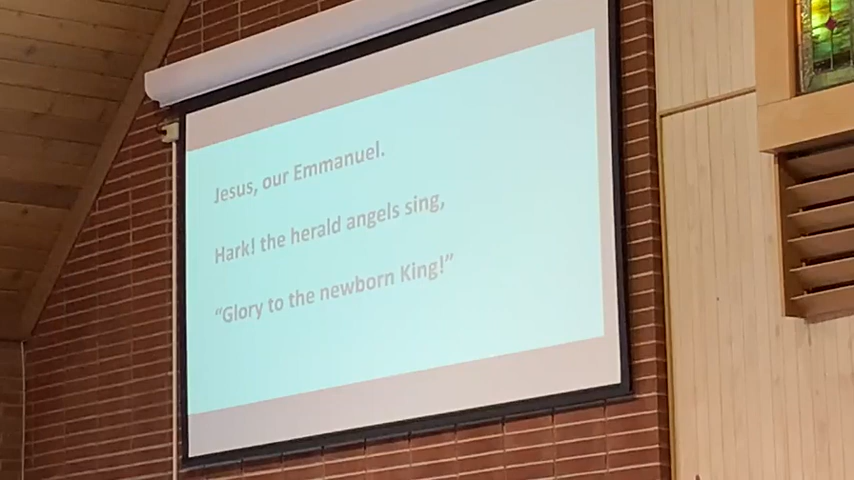 Jesus, our Emmanuel.
Hark! the herald angels sing,
“Glory to the newborn King!”